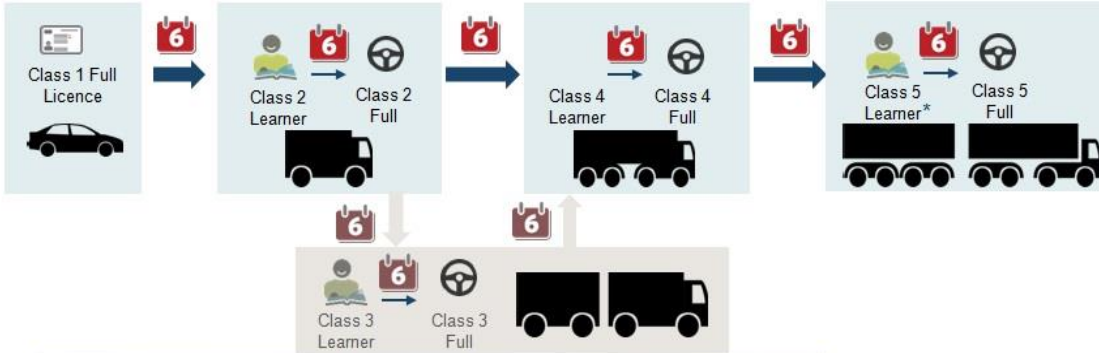 6
6
6
6
6
6
Class 1 Full
Licence
Class 2
Learner
Class 2
Full
Class 4
Learner
Class 4
Full
Class 5
Learner*
Class 5
Full
6
6
6
Class 3
Learner
Class 3
Full